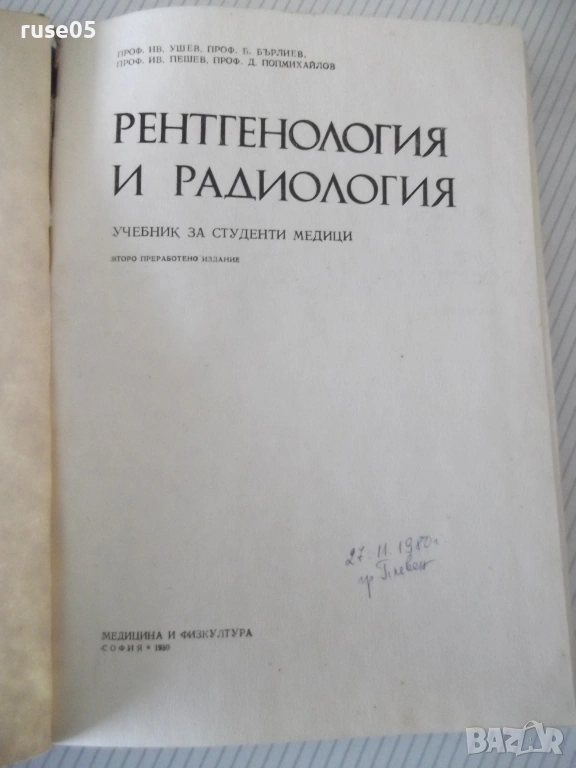 ruse05
ПРОФ. ИВ. УШЕВ, ПРОФ. Б. БЪРЛИЕВ,
ПРОФ. ИВ. ПЕШЕВ, ПРОФ. Д. ПОПМИХАЙЛОВ
РЕНТГЕНОЛОГИЯ
И РАДИОЛОГИЯ
УЧЕБНИК ЗА СТУДЕНТИ МЕДИЦИ
ВТОРО ПРЕРАБОТЕНО ИЗДАНИЕ
27. 11. 1980 г.
гр. Плевен
МЕДИЦИНА И ФИЗКУЛТУРА
СОФИЯ • 1980
BAZAR